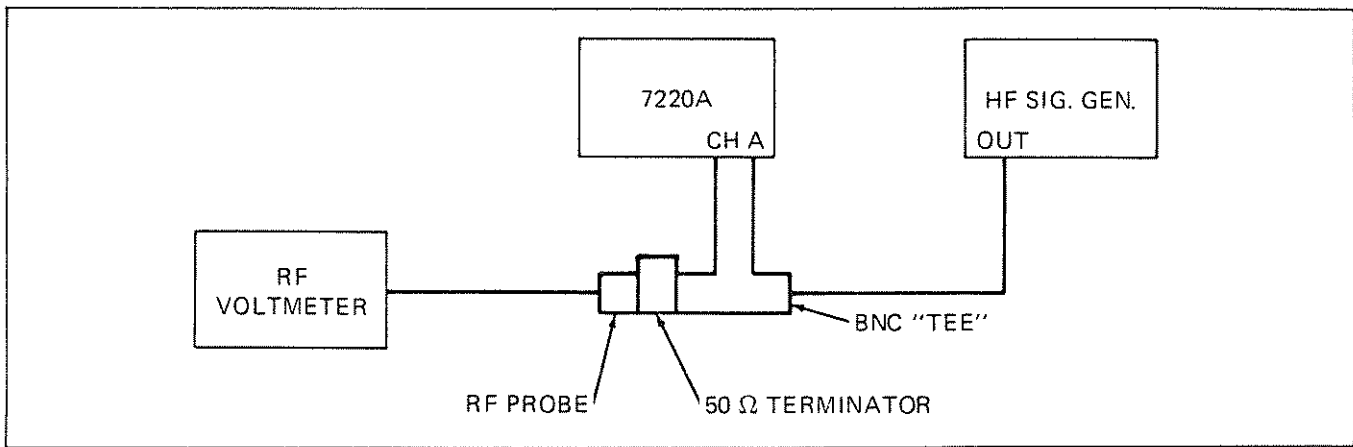 7220A
CH A
HF SIG. GEN.
OUT
RF
VOLTMETER
BNC "TEE"
RF PROBE
50 Ω TERMINATOR